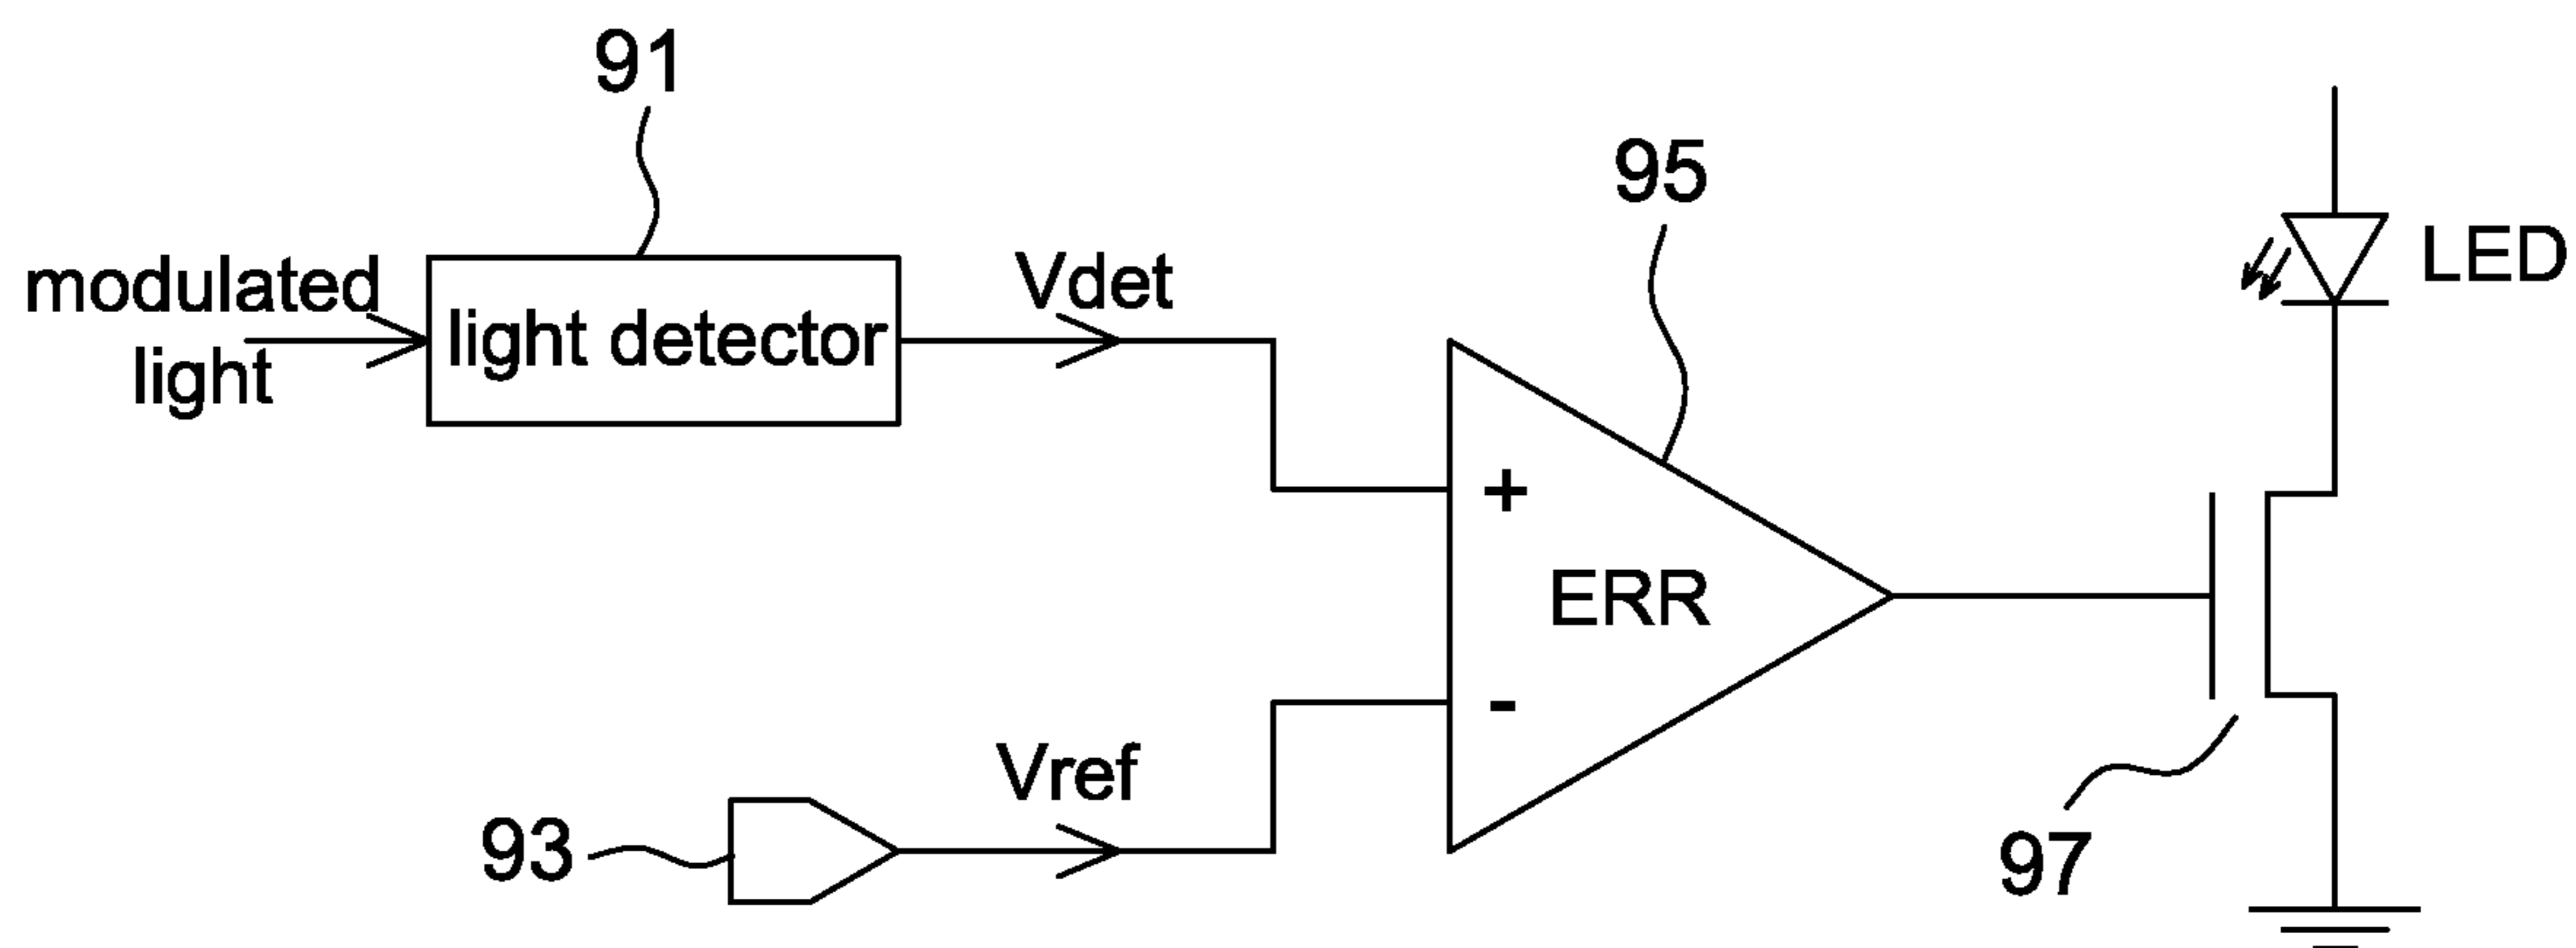 91
modulated
light
light detector
Vdet
95
LED
+
ERR
-
Vref
93
97